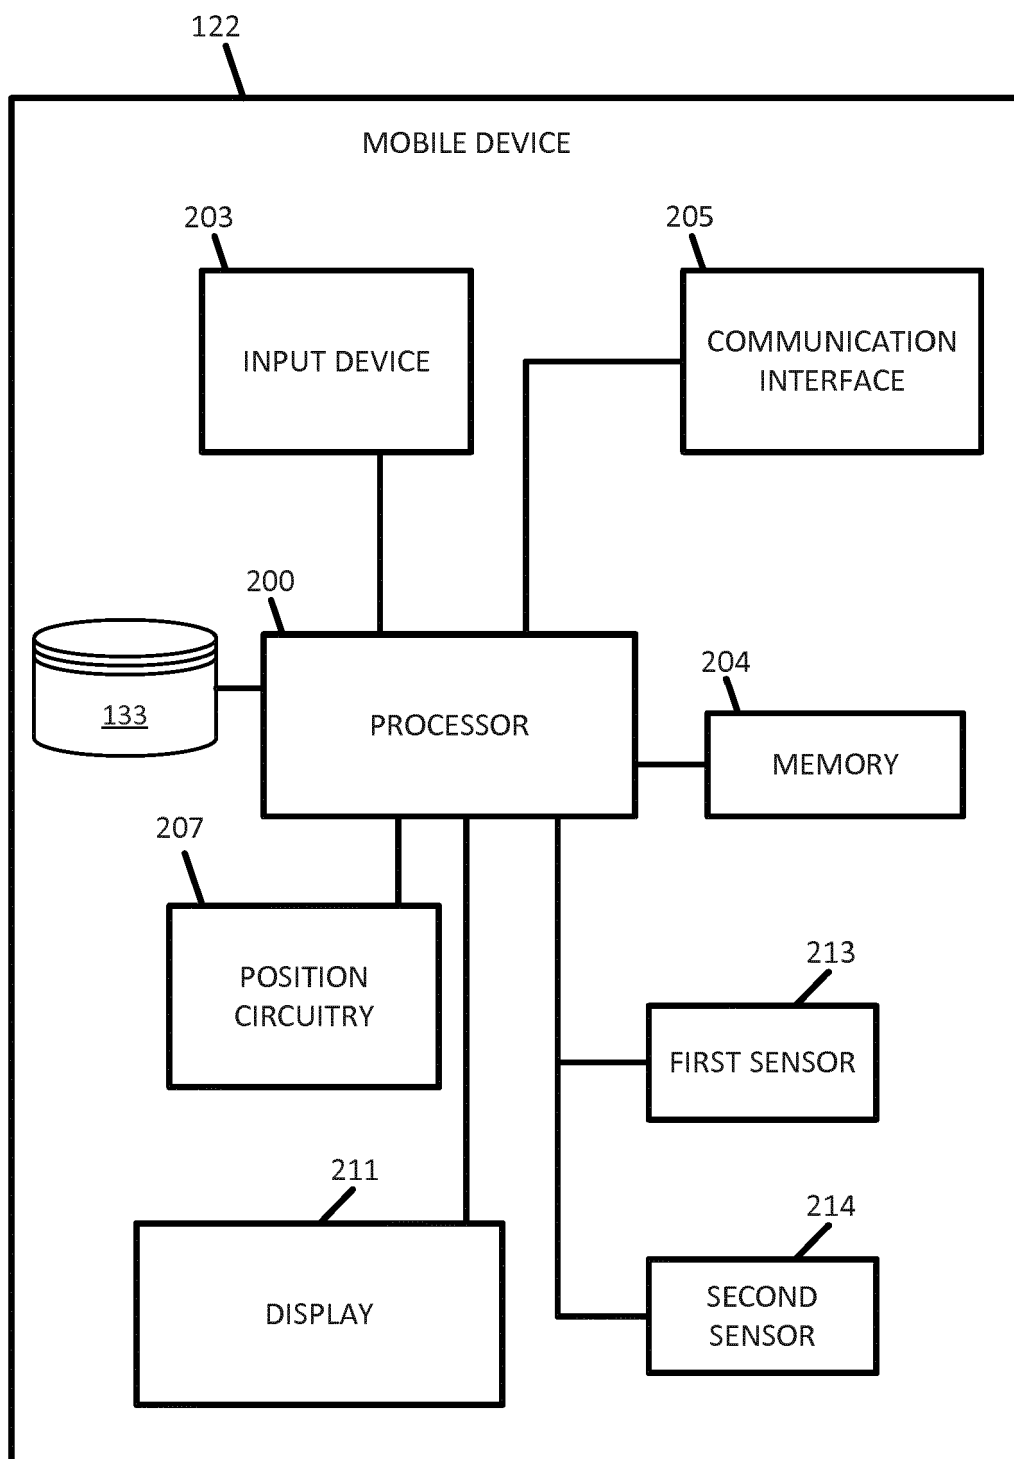 122
MOBILE DEVICE
203
205
INPUT DEVICE
COMMUNICATION
INTERFACE
200
133
PROCESSOR
204
MEMORY
207
POSITION
CIRCUITRY
213
FIRST SENSOR
211
DISPLAY
214
SECOND
SENSOR